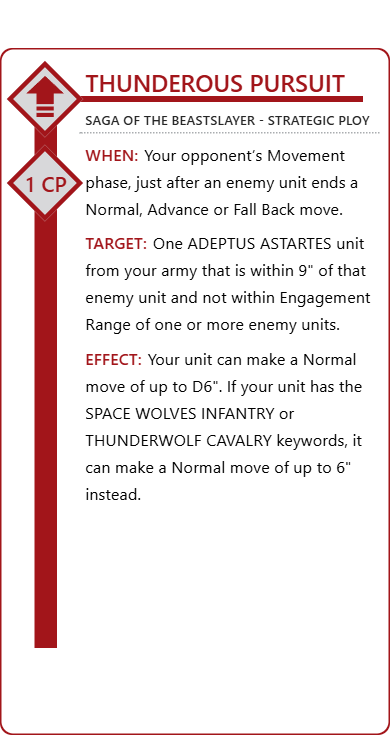 THUNDEROUS PURSUIT
SAGA OF THE BEASTSLAYER - STRATEGIC PLOY
1 CP
WHEN: Your opponent’s Movement
phase, just after an enemy unit ends a
Normal, Advance or Fall Back move.
TARGET: One ADEPTUS ASTARTES unit
from your army that is within 9" of that
enemy unit and not within Engagement
Range of one or more enemy units.
EFFECT: Your unit can make a Normal
move of up to D6". If your unit has the
SPACE WOLVES INFANTRY or
THUNDERWOLF CAVALRY keywords, it
can make a Normal move of up to 6"
instead.